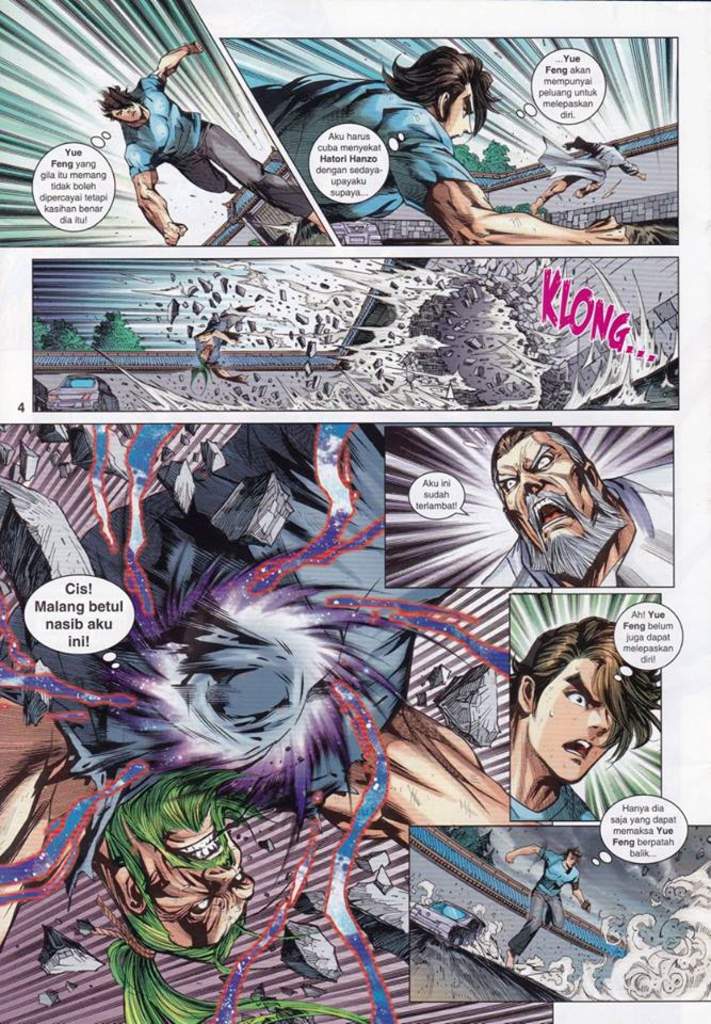 Yue
Feng yang
gila itu memang
tidak boleh
dipercayai tetapi
kasihan benar
dia itu!
Aku harus
cuba menyekat
Hatori Hanzo
dengan sedaya-
upayaku
supaya...
...Yue
Feng akan
mempunyai
peluang untuk
melepaskan
diri.
KLONG...
4
Aku ini
sudah
terlambat!
Cis!
Malang betul
nasib aku
ini!
Ah! Yue
Feng belum
juga dapat
melepaskan
diri!
Hanya dia
saja yang dapat
memaksa Yue
Feng berpatah
balik...